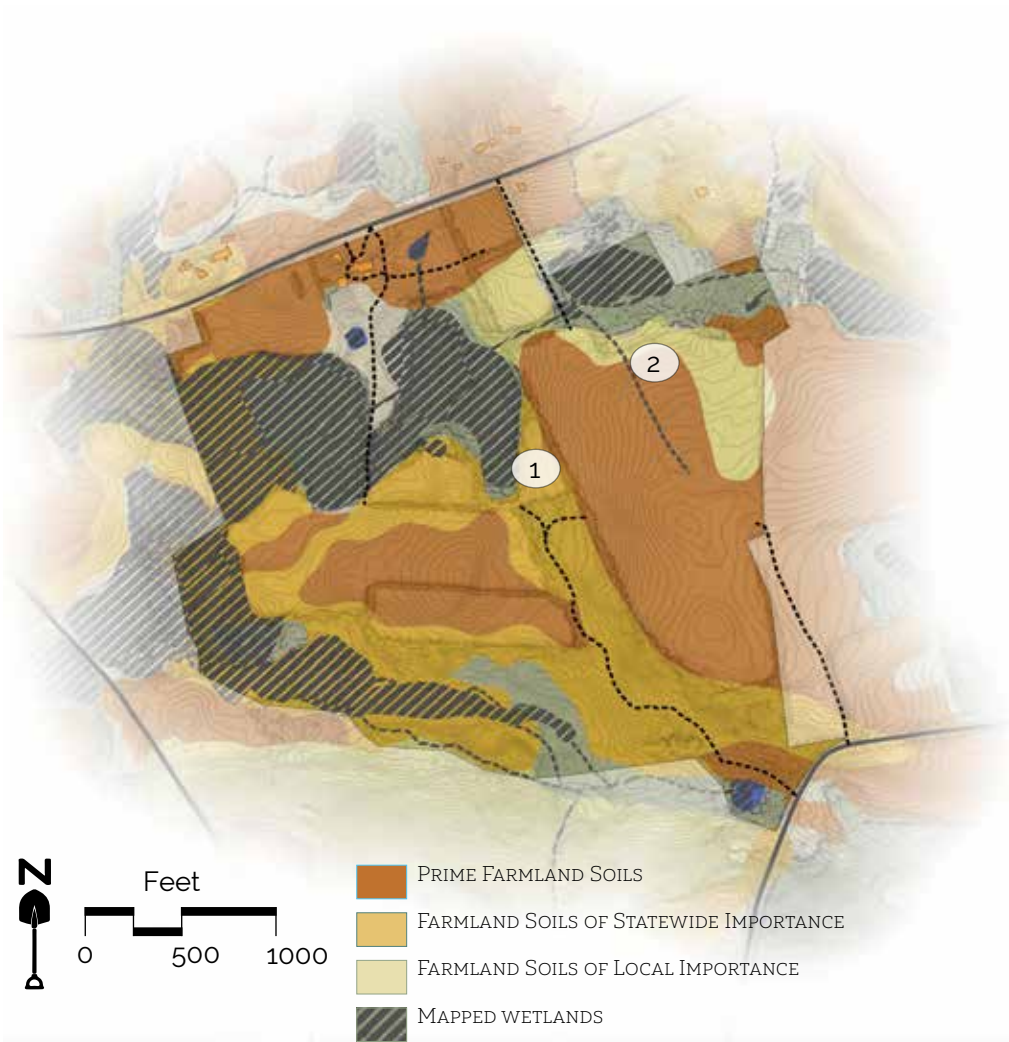 2
1
N
Feet
0 500 1000
Prime Farmland Soils
Farmland Soils of Statewide Importance
Farmland Soils of Local Importance
Mapped wetlands